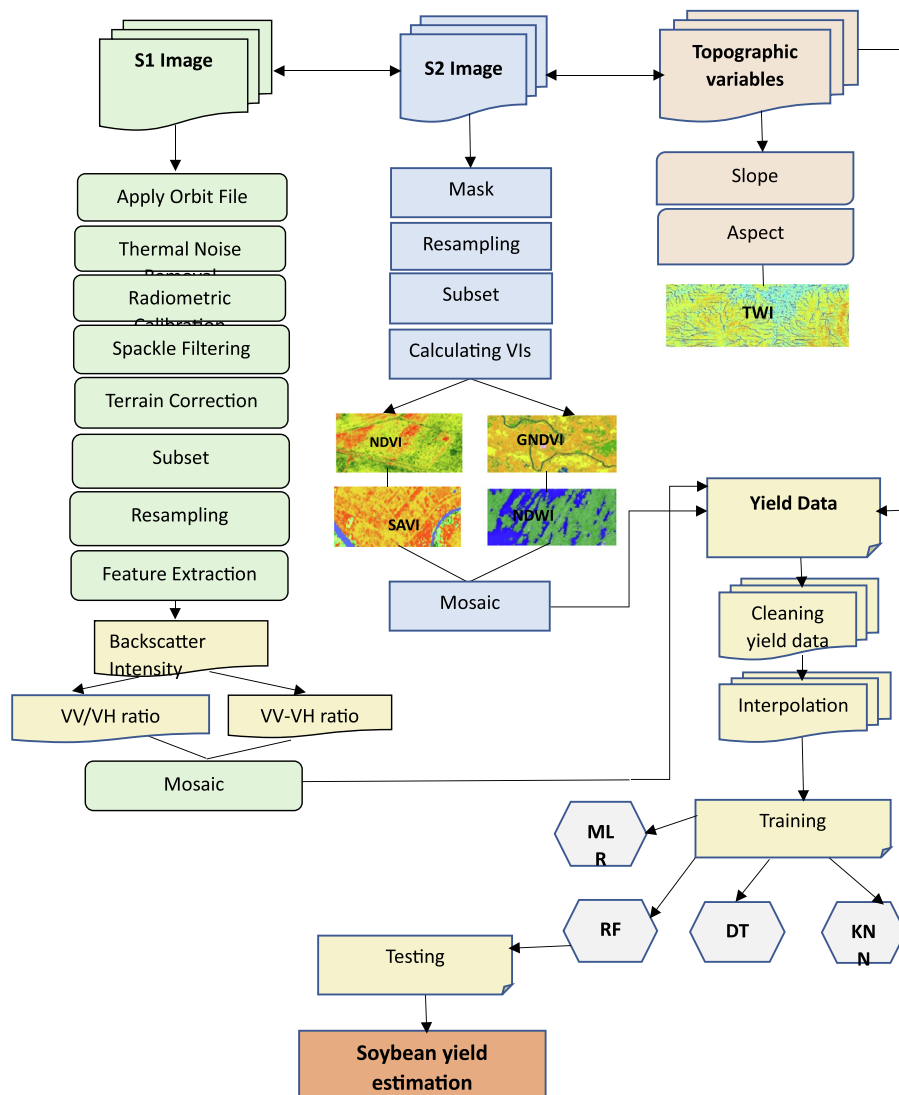 S1 Image
S2 Image
Topographic
variables
Apply Orbit File
Thermal Noise
Removal
Radiometric
Calibration
Spackle Filtering
Terrain Correction
Subset
Resampling
Feature Extraction
Backscatter
Intensity
VV/VH ratio
VV-VH ratio
Mosaic
Mask
Resampling
Subset
Calculating VIs
NDVI
GNDVI
SAVI
NDWI
Mosaic
Slope
Aspect
TWI
Yield Data
Cleaning
yield data
Interpolation
Training
ML
R
RF
DT
KN
N
Testing
Soybean yield
estimation